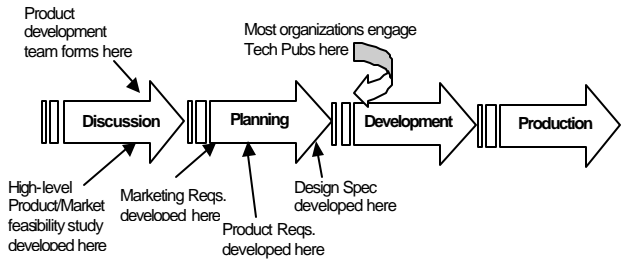 Product
development
team forms here
Most organizations engage
Tech Pubs here
Discussion
Planning
Development
Production
High-level
Product/Market
feasibility study
developed here
Marketing Reqs.
developed here
Product Reqs.
developed here
Design Spec
developed here